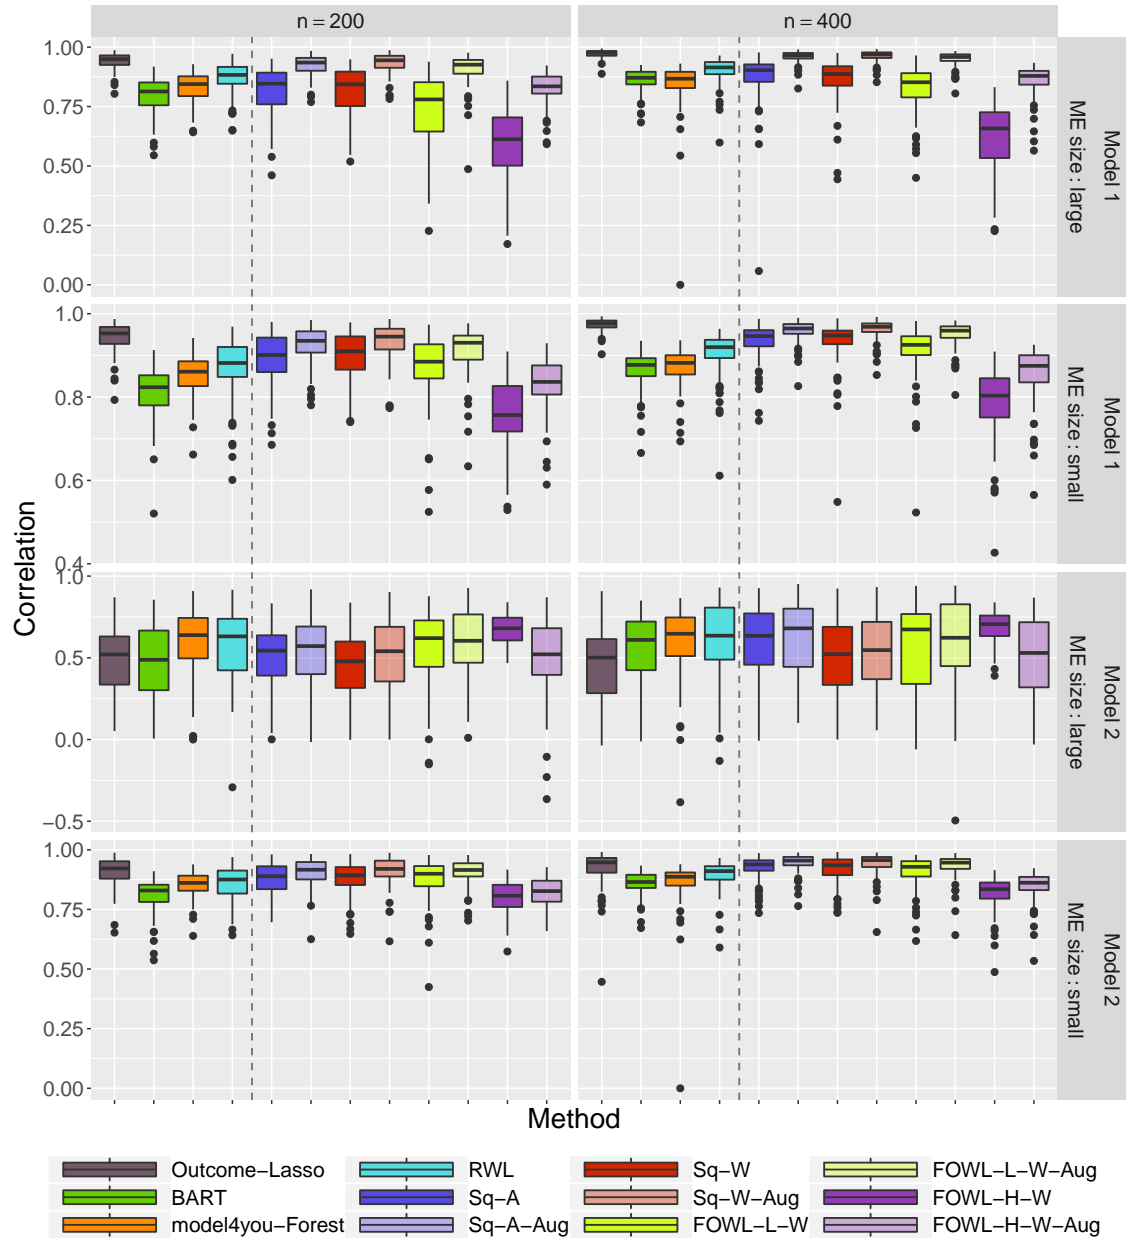 n = 200
n = 400
1.00
0.75
0.50
0.25
0.00
Model 1
ME size : large
1.0
0.8
0.6
0.4
Model 1
ME size : small
1.0
0.5
0.0
−0.5
Model 2
ME size : large
1.00
0.75
0.50
0.25
0.00
Model 2
ME size : small
Correlation
Method
Outcome−Lasso
RWL
Sq−W
FOWL−L−W−Aug
BART
Sq−A
Sq−W−Aug
FOWL−H−W
model4you−Forest
Sq−A−Aug
FOWL−L−W
FOWL−H−W−Aug